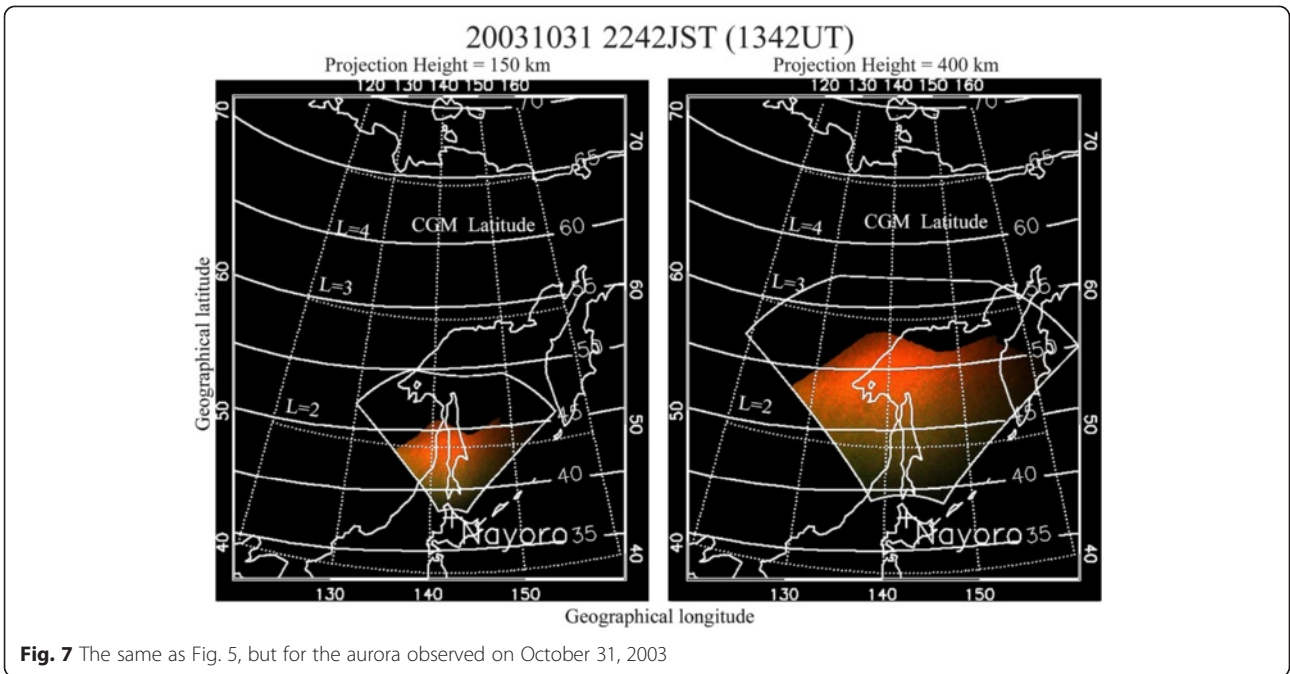 20031031 2242JST (1342UT)
Projection Height = 150 km
Projection Height = 400 km
120 130 140 150 160
120 130 140 150 160
70
70
70
70
70
65
65
L=4
CGM Latitude
60
L=4
CGM Latitude
60
Geographical latitude
60
L=3
55
60
60
L=3
55
60
50
50
50
L=2
45
50
50
L=2
45
50
40
40
40
Nayoro
35
40
40
Nayoro
35
40
130
140
150
130
140
150
Geographical longitude
Fig. 7 The same as Fig. 5, but for the aurora observed on October 31, 2003